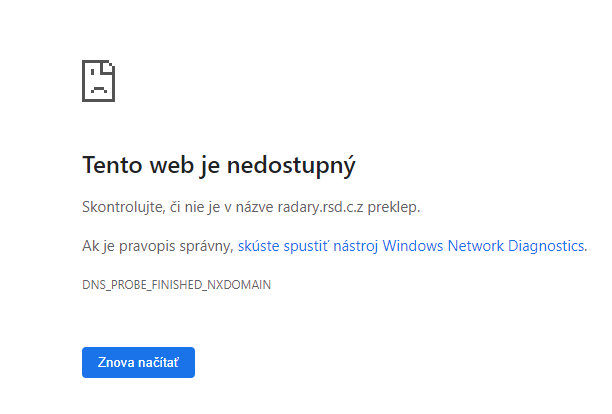 Tento web je nedostupný
Skontrolujte, či nie je v názve radary.rsd.c.z preklep.
Ak je pravopis správny, skúste spustiť nástroj Windows Network Diagnostics.
DNS_PROBE_FINISHED_NXDOMAIN
Znova načítať